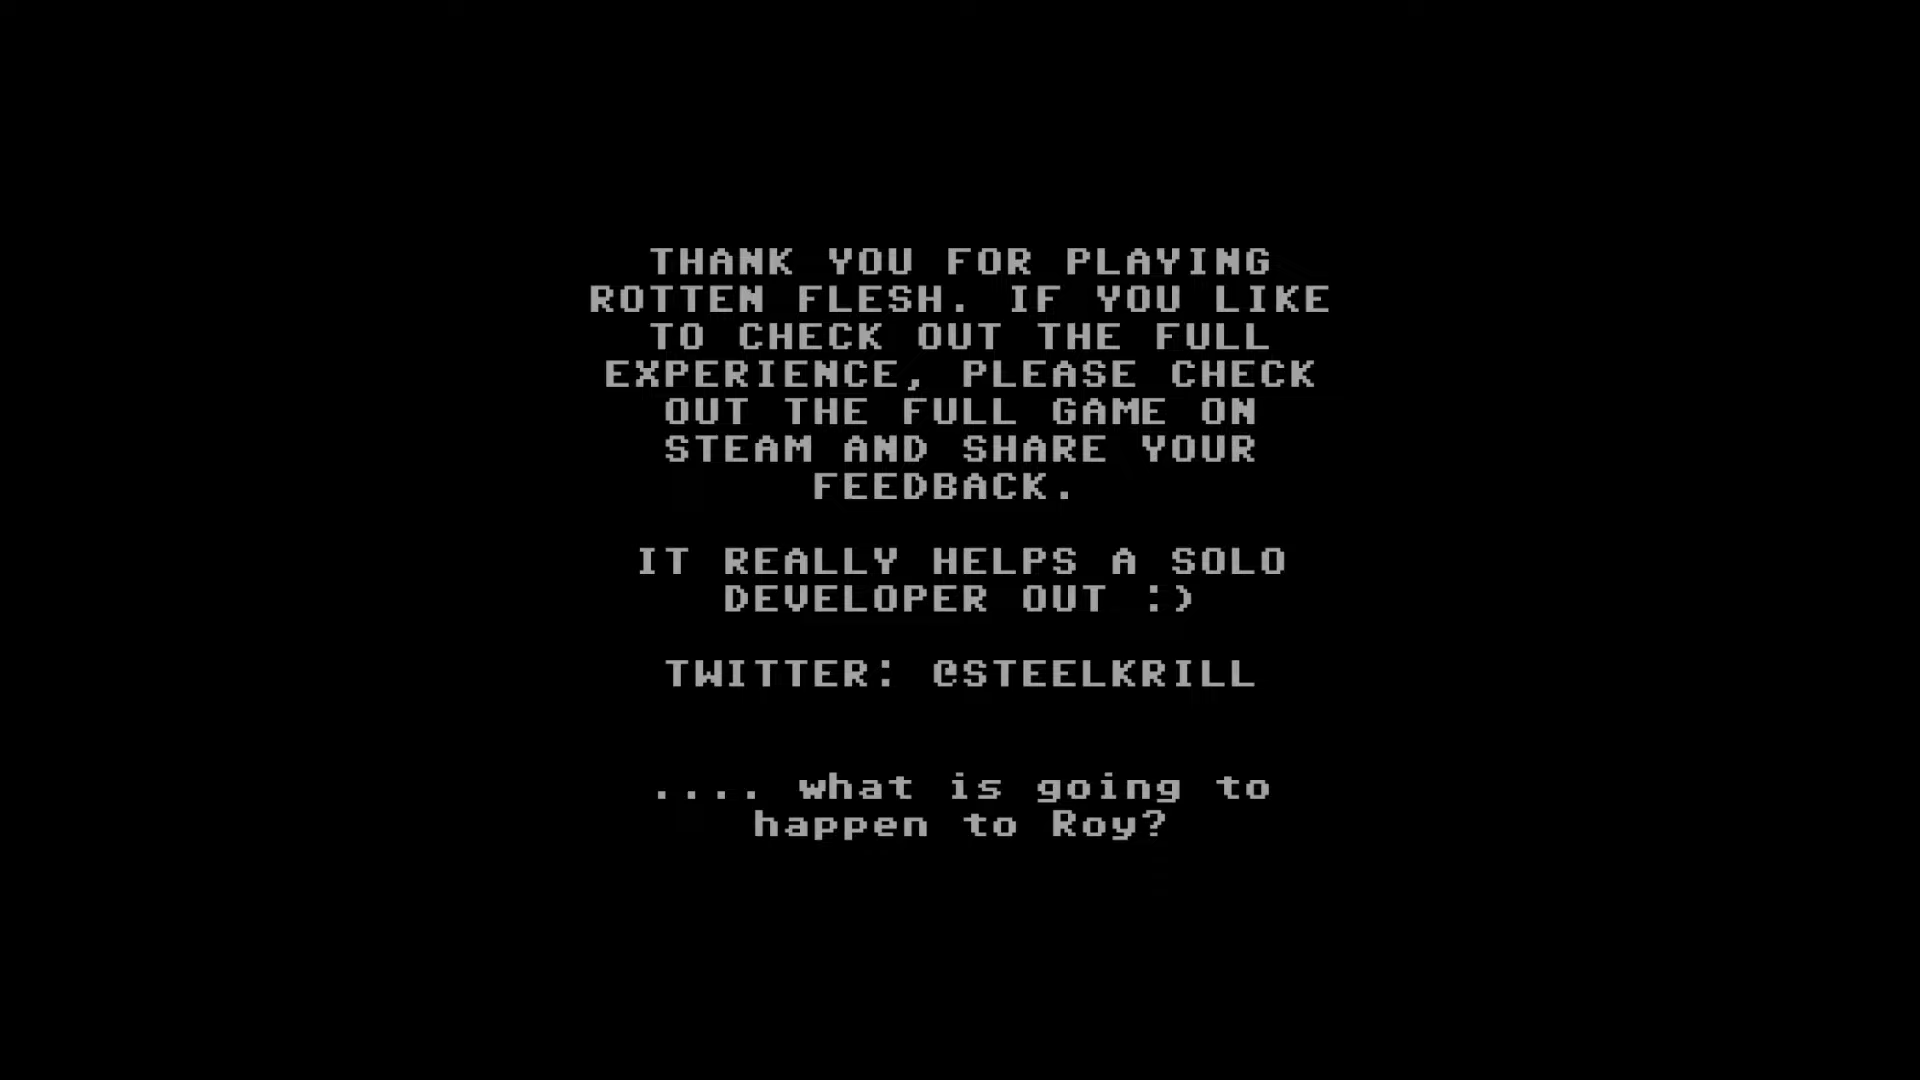 THANK YOU FOR PLAYING
ROTTEN FLESH. IF YOU LIKE
TO CHECK OUT THE FULL
EXPERIENCE, PLEASE CHECK
OUT THE FULL GAME ON
STEAM AND SHARE YOUR
FEEDBACK.
IT REALLY HELPS A SOLO
DEVELOPER OUT :)
TWITTER: @STEELKRILL
.... what is going to
happen to Roy?